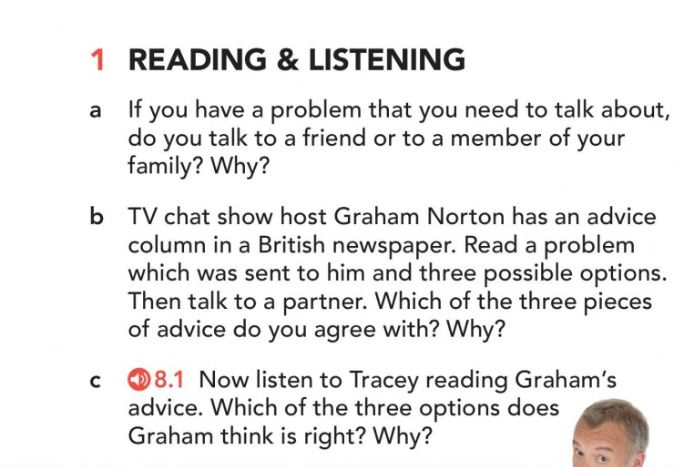 1 READING & LISTENING
a If you have a problem that you need to talk about,
do you talk to a friend or to a member of your
family? Why?
b TV chat show host Graham Norton has an advice
column in a British newspaper. Read a problem
which was sent to him and three possible options.
Then talk to a partner. Which of the three pieces
of advice do you agree with? Why?
c 8.1 Now listen to Tracey reading Graham’s
advice. Which of the three options does
Graham think is right? Why?